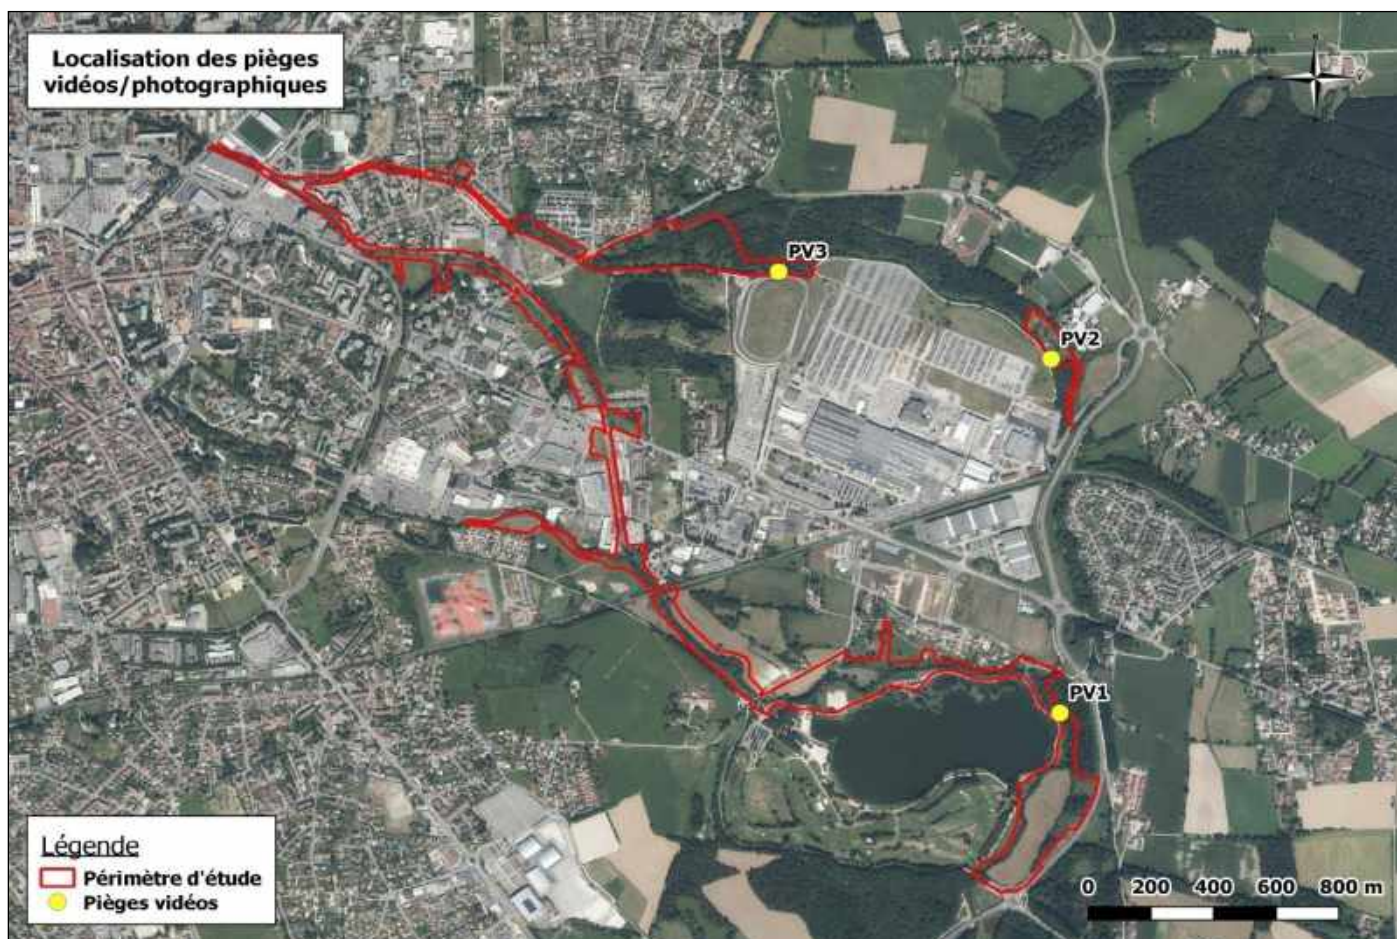 Localisation des pièges
vidéos/photographiques
PV3
PV2
PV1
Légende
Périmètre d'étude
Pièges vidéos
0 200 400 600 800 m